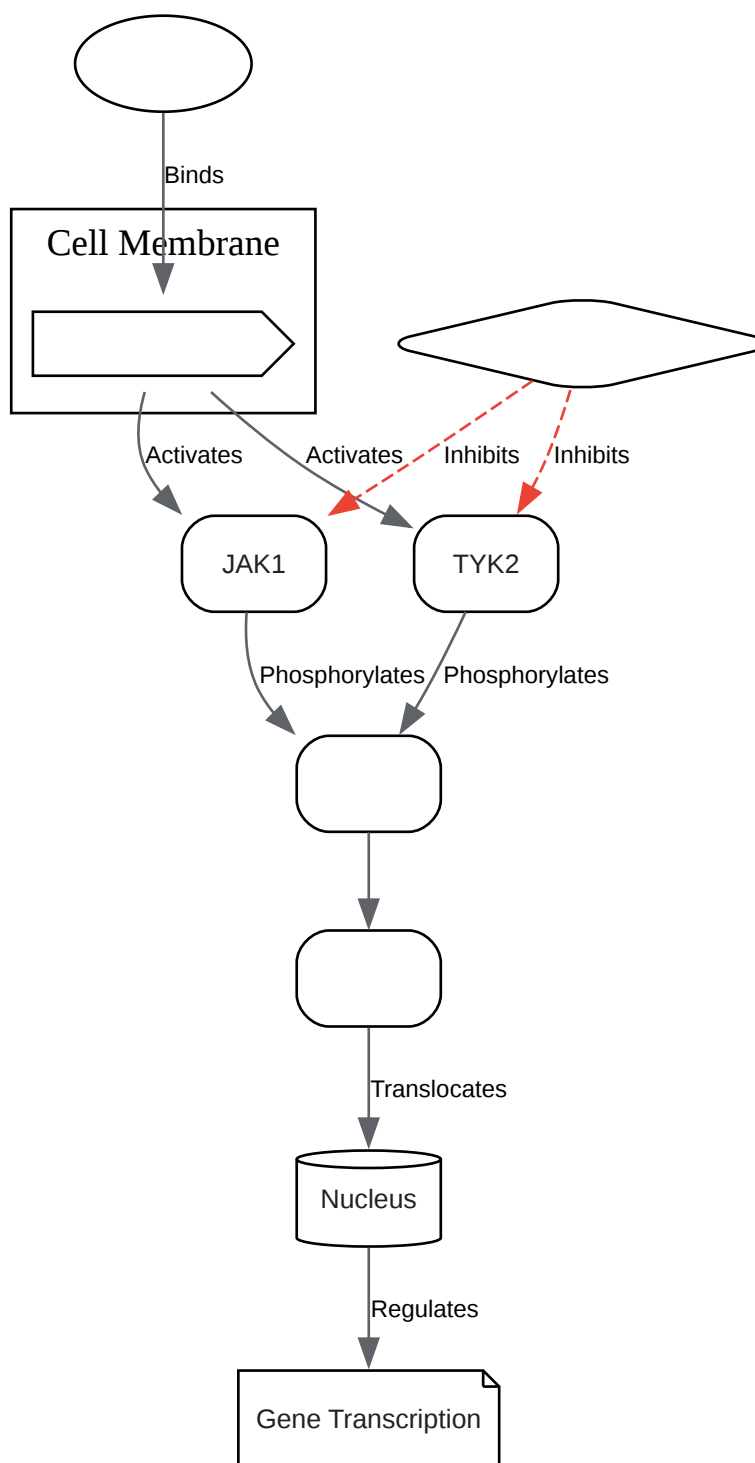 Binds
Cell Membrane
Activates
Activates
Inhibits
Inhibits
JAK1
TYK2
Phosphorylates
Phosphorylates
Translocates
Nucleus
Regulates
Gene Transcription